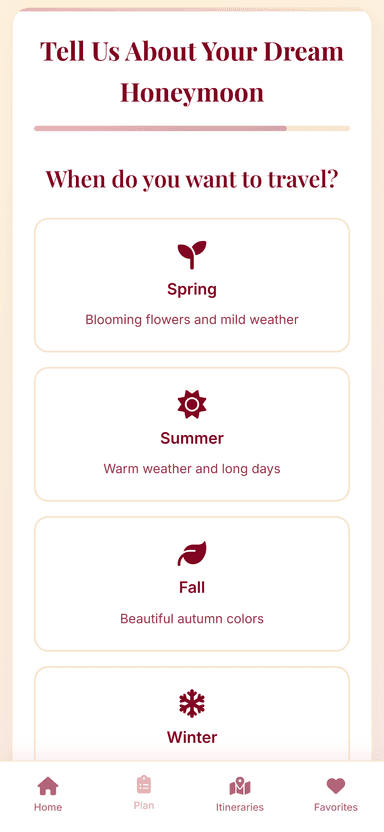 Tell Us About Your Dream
Honeymoon
When do you want to travel?
Spring
Blooming flowers and mild weather
Summer
Warm weather and long days
Fall
Beautiful autumn colors
Winter
Home
Plan
Itineraries
Favorites